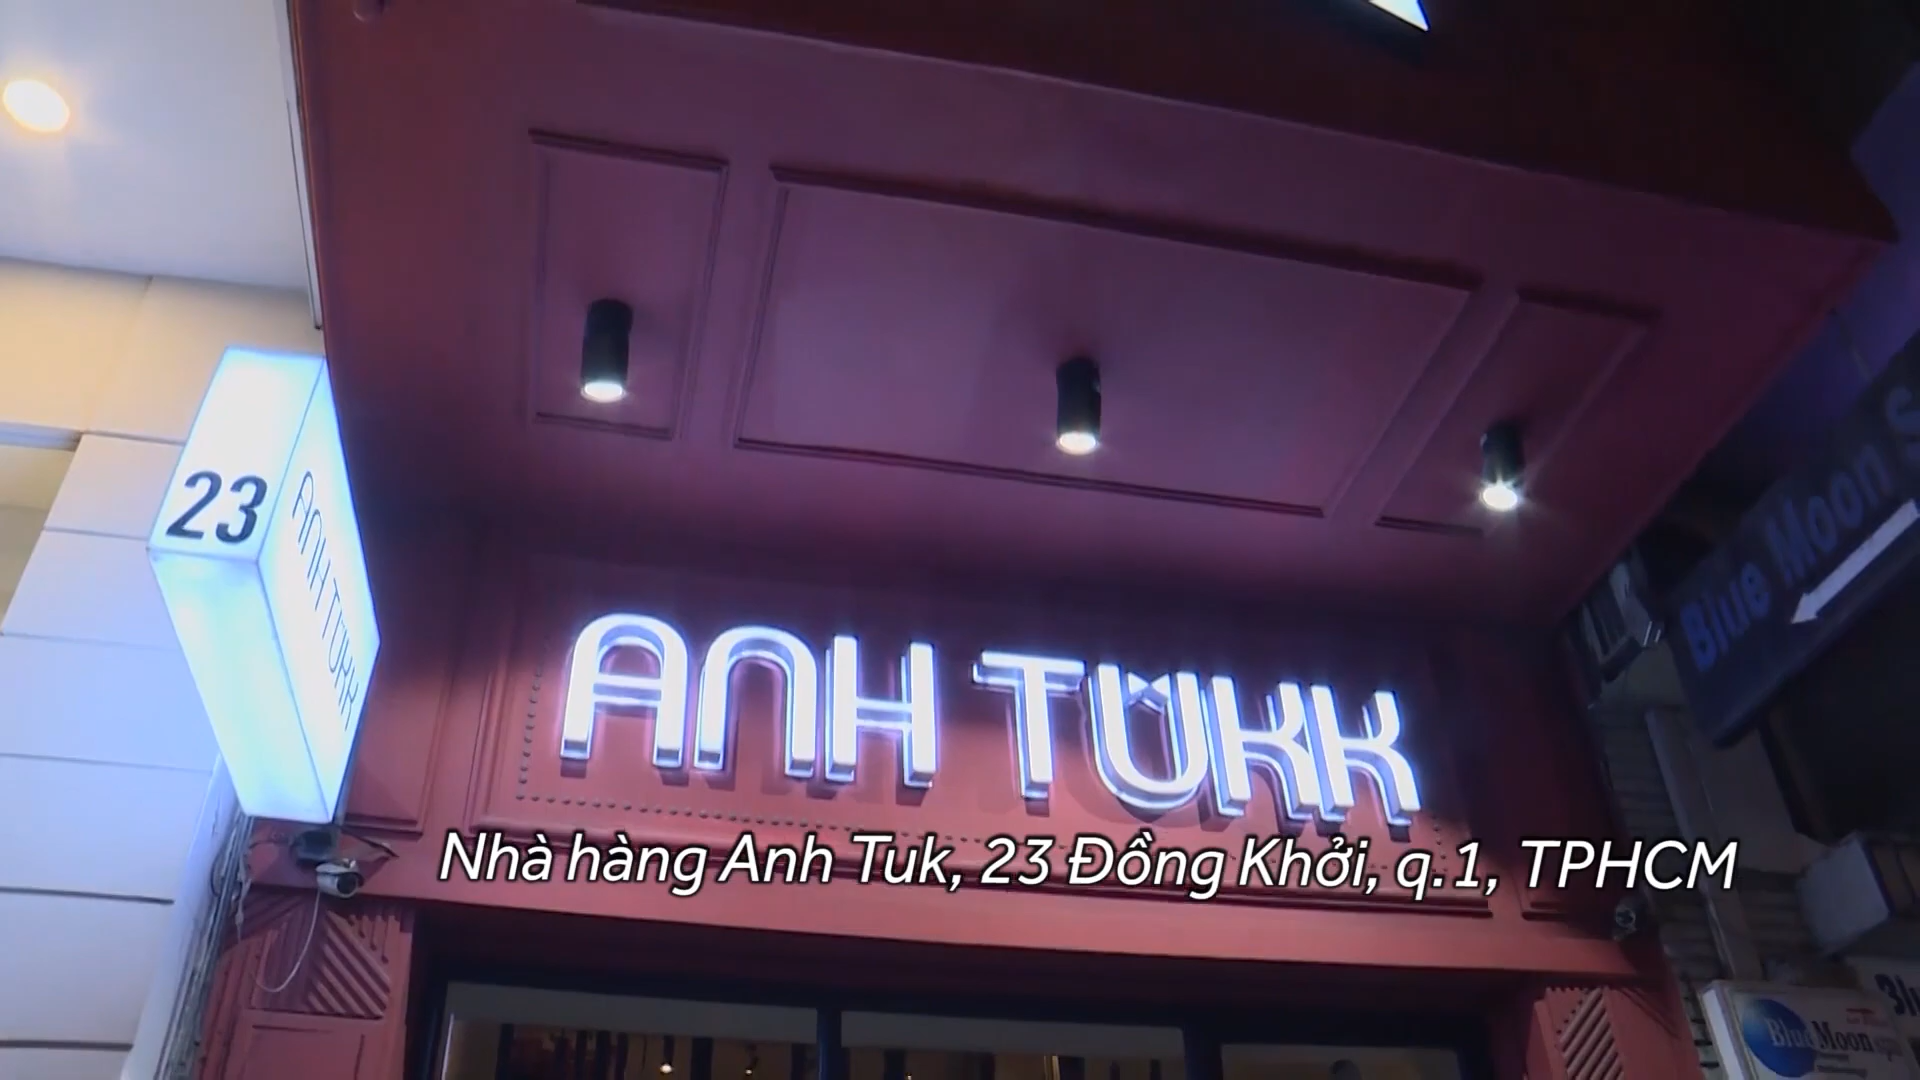 23
ANH TUKK
ANH TUKK
Blue Moon S
Nhà hàng Anh Tuk, 23 Đồng Khởi, q.1, TPHCM
Blue Moon